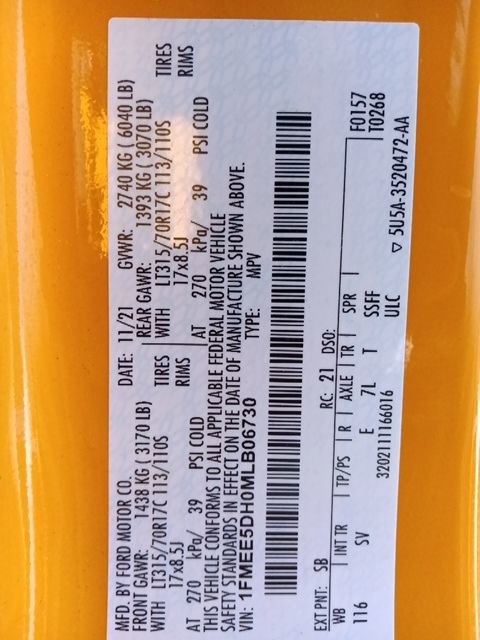 MFD. BY FORD MOTOR CO. DATE: 11/21 GVWR: 2740 KG ( 6040 LB)
FRONT GAWR: 1438 KG ( 3170 LB) REAR GAWR: 1393 KG ( 3070 LB)
WITH LT315/70R17C 113/110S TIRES WITH LT315/70R17C 113/110S TIRES
17x8.5J RIMS 17x8.5J RIMS
AT 270 kPa/ 39 PSI COLD AT 270 kPa/ 39 PSI COLD
THIS VEHICLE CONFORMS TO ALL APPLICABLE FEDERAL MOTOR VEHICLE
SAFETY STANDARDS IN EFFECT ON THE DATE OF MANUFACTURE SHOWN ABOVE.
VIN: 1FMEE5DH0MLB06730 TYPE: MPV
F0157
T0268
EXT PNT: SB RC: 21 DSO:
WB INT TR TP/PS R AXLE TR SPR
116 SV E 7L T SSFF
3202111166016 ULC
▽ 5U5A-3520472-AA